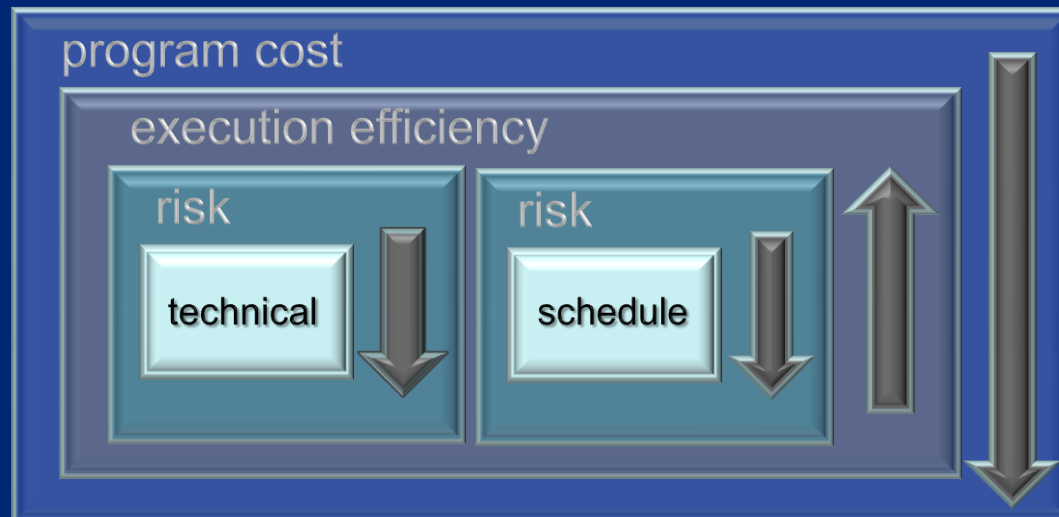 program cost
execution efficiency
risk
technical
risk
schedule